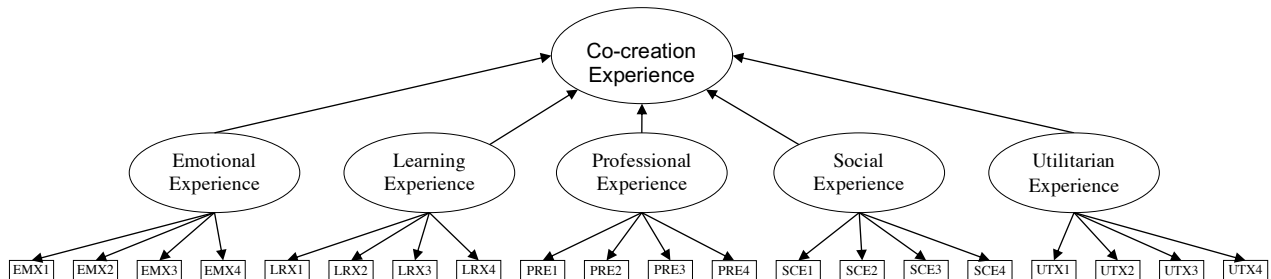 Co-creation
Experience
Emotional
Experience
Learning
Experience
Professional
Experience
Social
Experience
Utilitarian
Experience
EMX1 EMX2 EMX3 EMX4 LRX1 LRX2 LRX3 LRX4 PRE1 PRE2 PRE3 PRE4 SCE1 SCE2 SCE3 SCE4 UTX1 UTX2 UTX3 UTX4